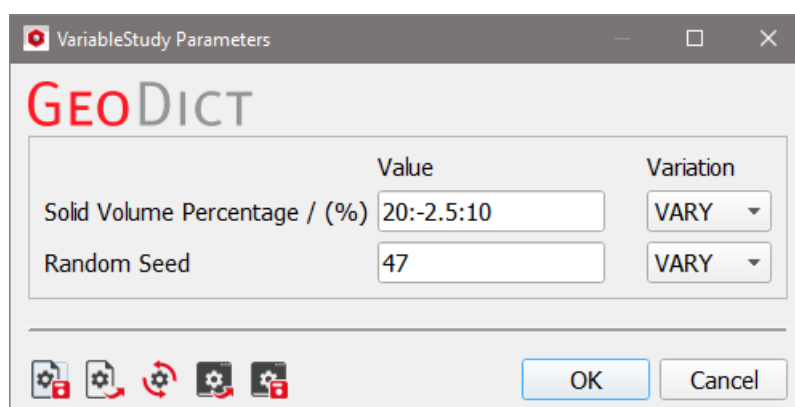 VariableStudy Parameters
GEODICT
Value Variation
Solid Volume Percentage / (%) 20:-2.5:10 VARY
Random Seed 47 VARY
OK Cancel